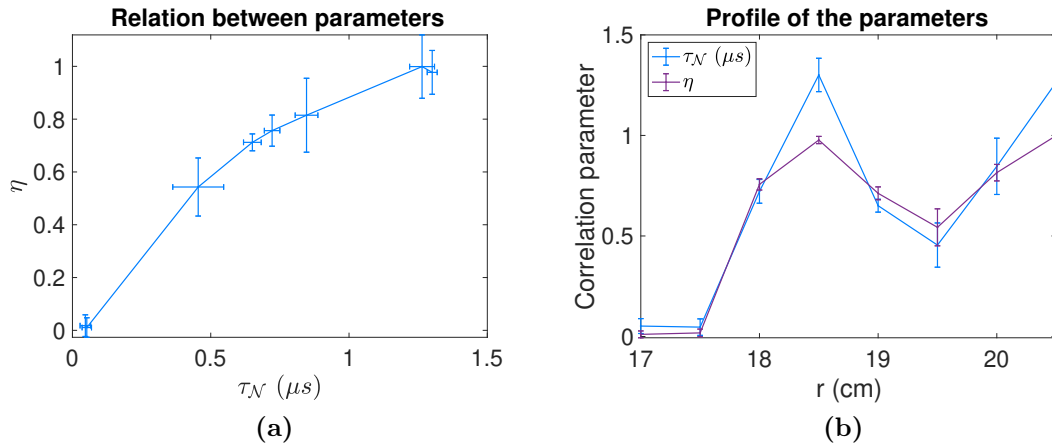 Relation between parameters
η
1
0.8
0.6
0.4
0.2
0
0 0.5 1 1.5
τ_𝒩 (μs)
(a)
Profile of the parameters
Correlation parameter
1.5
1
0.5
0
τ_𝒩 (μs)
η
17 18 19 20
r (cm)
(b)